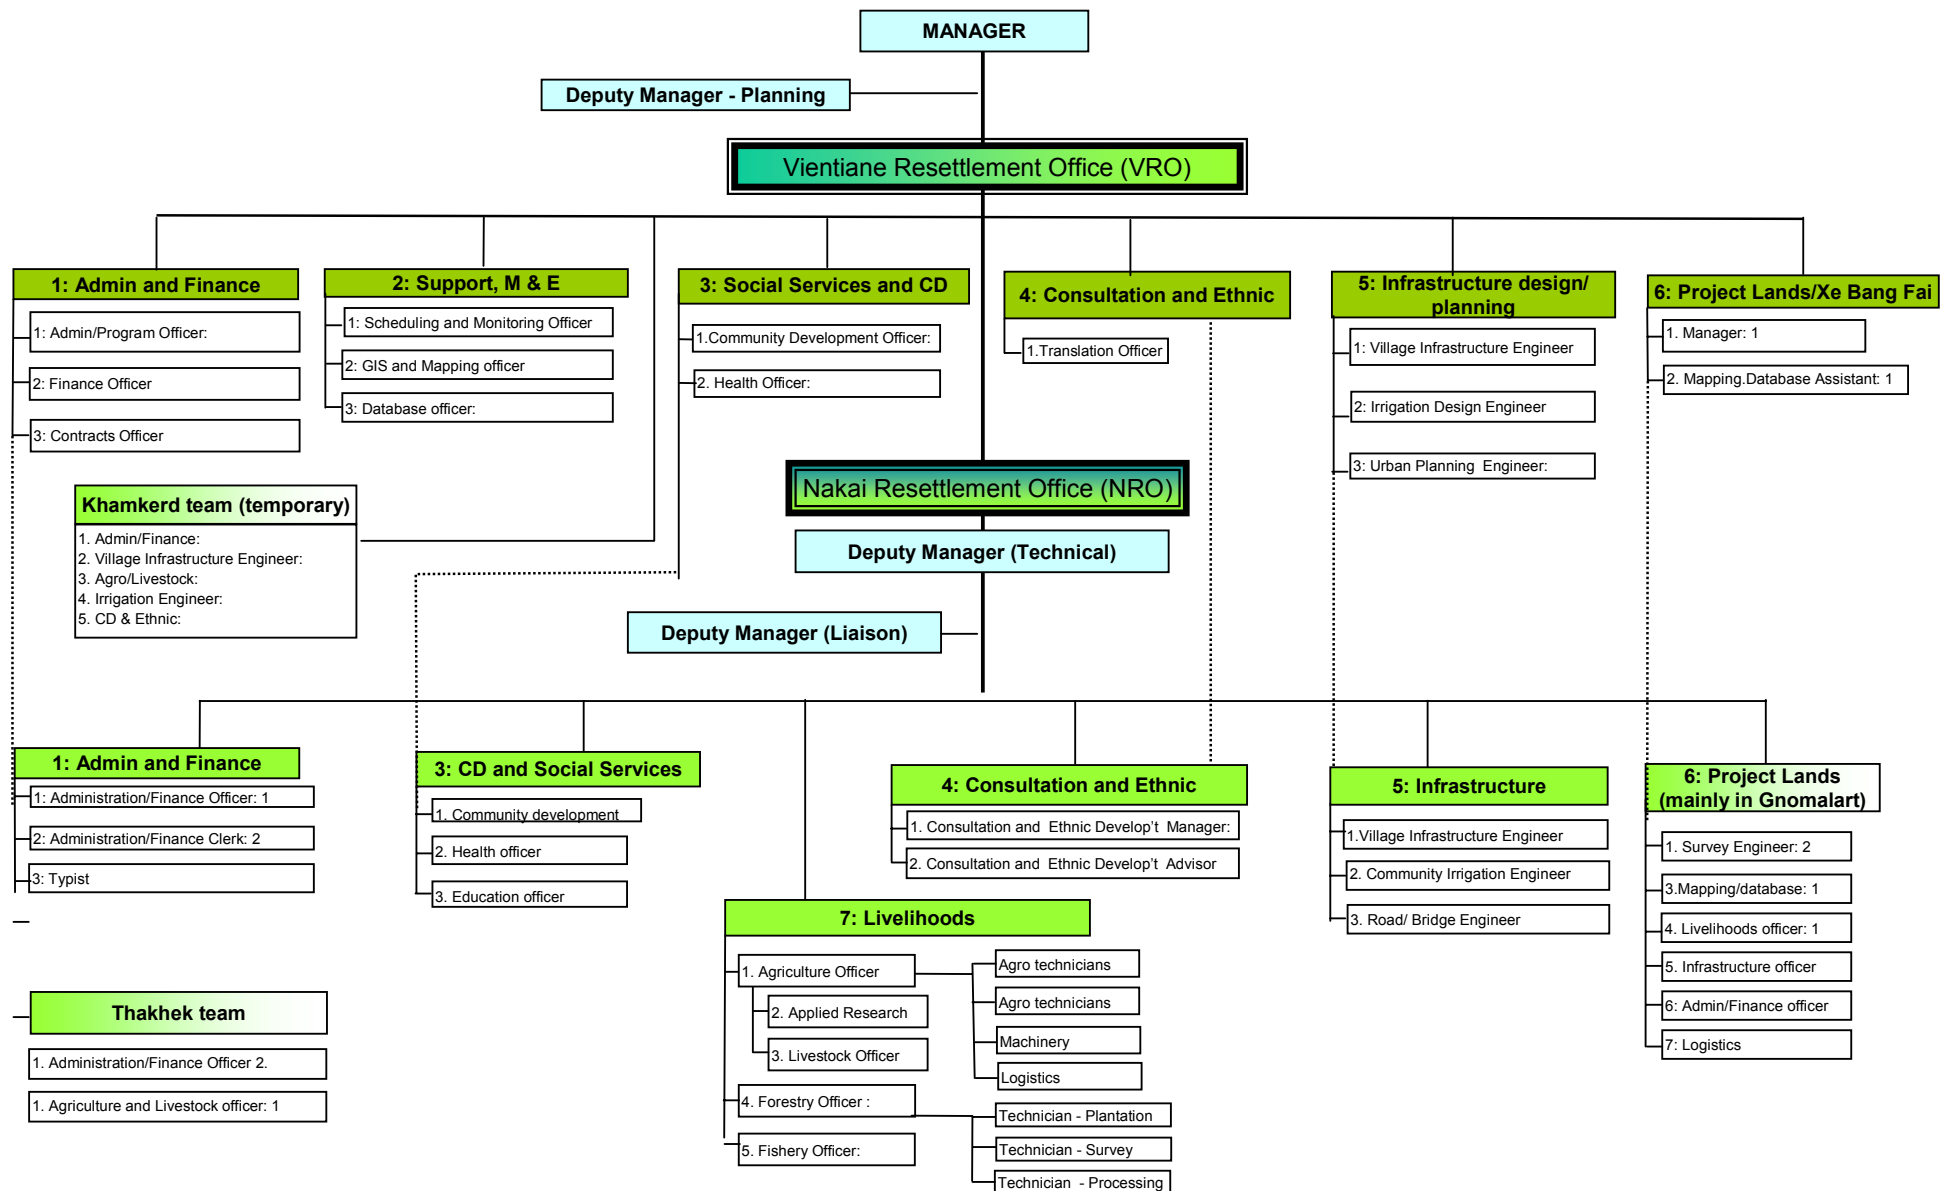 MANAGER
Deputy Manager - Planning
Vientiane Resettlement Office (VRO)
1: Admin and Finance
1: Admin/Program Officer:
2: Finance Officer
3: Contracts Officer
2: Support, M & E
1: Scheduling and Monitoring Officer
2: GIS and Mapping officer
3: Database officer:
3: Social Services and CD
1.Community Development Officer:
2. Health Officer:
4: Consultation and Ethnic
1.Translation Officer
5: Infrastructure design/
planning
1: Village Infrastructure Engineer
2: Irrigation Design Engineer
3: Urban Planning Engineer:
6: Project Lands/Xe Bang Fai
1. Manager: 1
2. Mapping.Database Assistant: 1
Khamkerd team (temporary)
1. Admin/Finance:
2. Village Infrastructure Engineer:
3. Agro/Livestock:
4. Irrigation Engineer:
5. CD & Ethnic:
Nakai Resettlement Office (NRO)
Deputy Manager (Technical)
Deputy Manager (Liaison)
1: Admin and Finance
1: Administration/Finance Officer: 1
2: Administration/Finance Clerk: 2
3: Typist
3: CD and Social Services
1. Community development
2. Health officer
3. Education officer
4: Consultation and Ethnic
1. Consultation and Ethnic Develop't Manager:
2. Consultation and Ethnic Develop't Advisor
5: Infrastructure
1.Village Infrastructure Engineer
2. Community Irrigation Engineer
3. Road/ Bridge Engineer
6: Project Lands
(mainly in Gnomalart)
1. Survey Engineer: 2
3.Mapping/database: 1
4. Livelihoods officer: 1
5. Infrastructure officer
6: Admin/Finance officer
7: Logistics
7: Livelihoods
1. Agriculture Officer
2. Applied Research
3. Livestock Officer
4. Forestry Officer :
5. Fishery Officer:
Agro technicians
Agro technicians
Machinery
Logistics
Technician - Plantation
Technician - Survey
Technician - Processing
Thakhek team
1. Administration/Finance Officer 2.
1. Agriculture and Livestock officer: 1